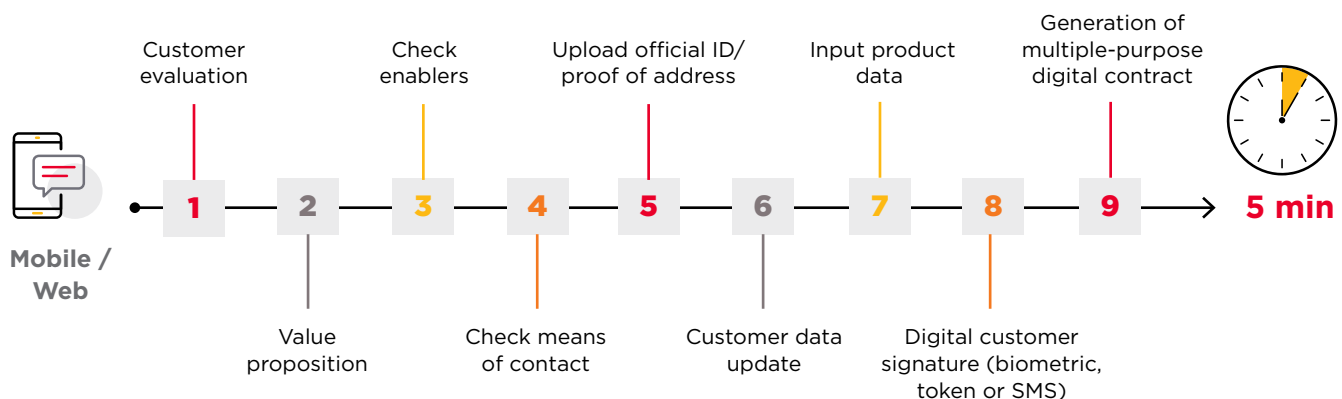 Mobile /
Web
1
Customer
evaluation
2
Value
proposition
3
Check
enablers
4
Check means
of contact
5
Upload official ID/
proof of address
6
Customer data
update
7
Input product
data
8
Digital customer
signature (biometric,
token or SMS)
9
Generation of
multiple-purpose
digital contract
5 min